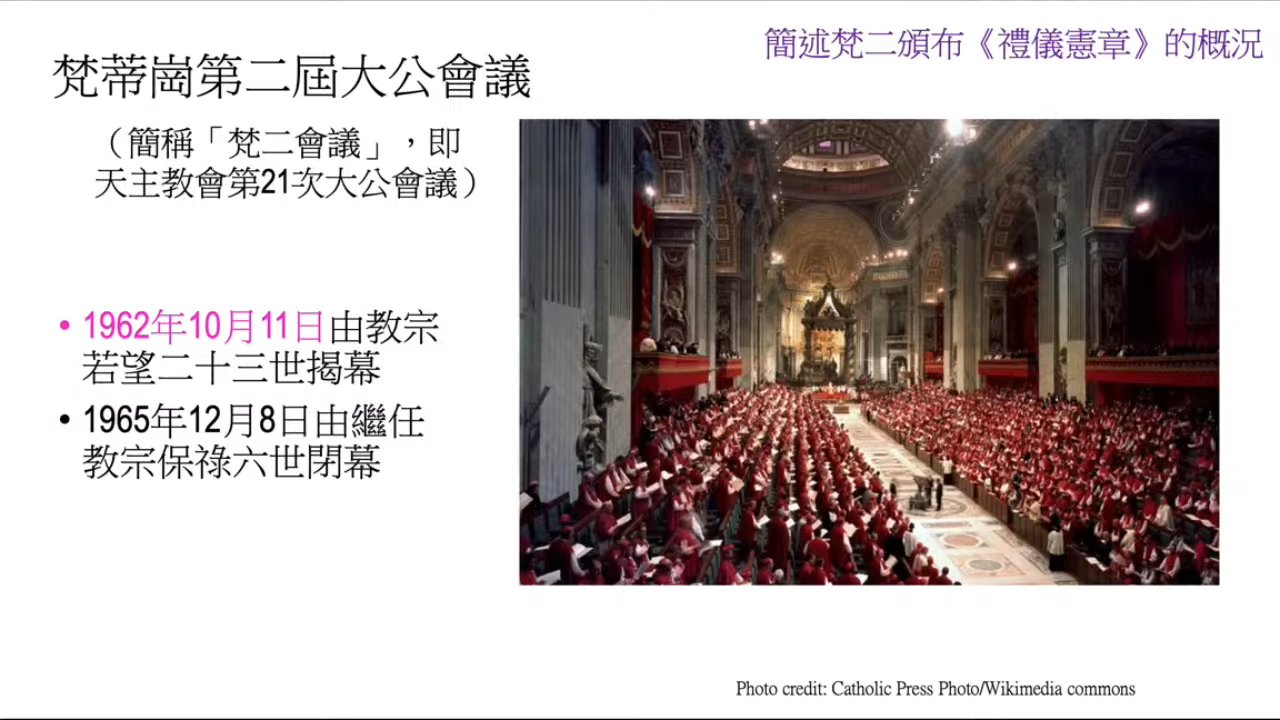 簡述梵二頒布《禮儀憲章》的概況
梵蒂崗第二屆大公會議
（簡稱「梵二會議」，即
天主教會第21次大公會議）
• 1962年10月11日由教宗
若望二十三世揭幕
• 1965年12月8日由繼任
教宗保祿六世閉幕
Photo credit: Catholic Press Photo/Wikimedia commons